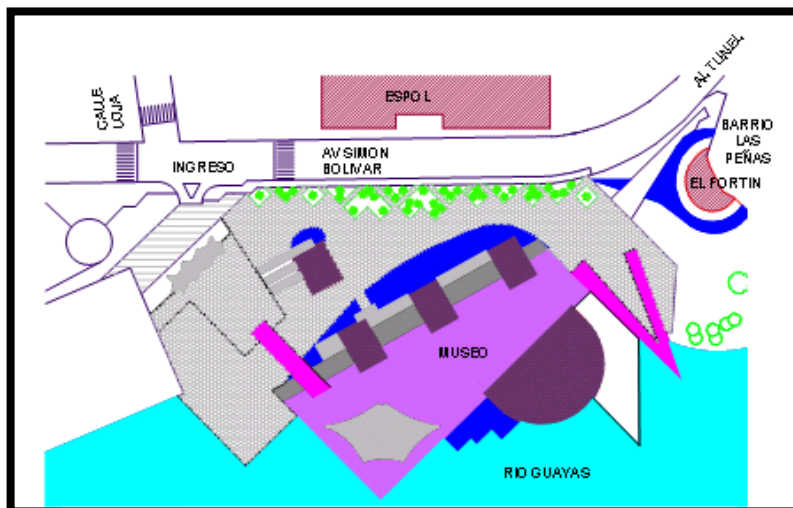 ESPOL
AL TUNEL
CALLE
LOJA
BARRIO
LAS
PEÑAS
INGRESO
AV SIMON
BOLIVAR
EL FORTIN
MUSEO
RIO GUAYAS